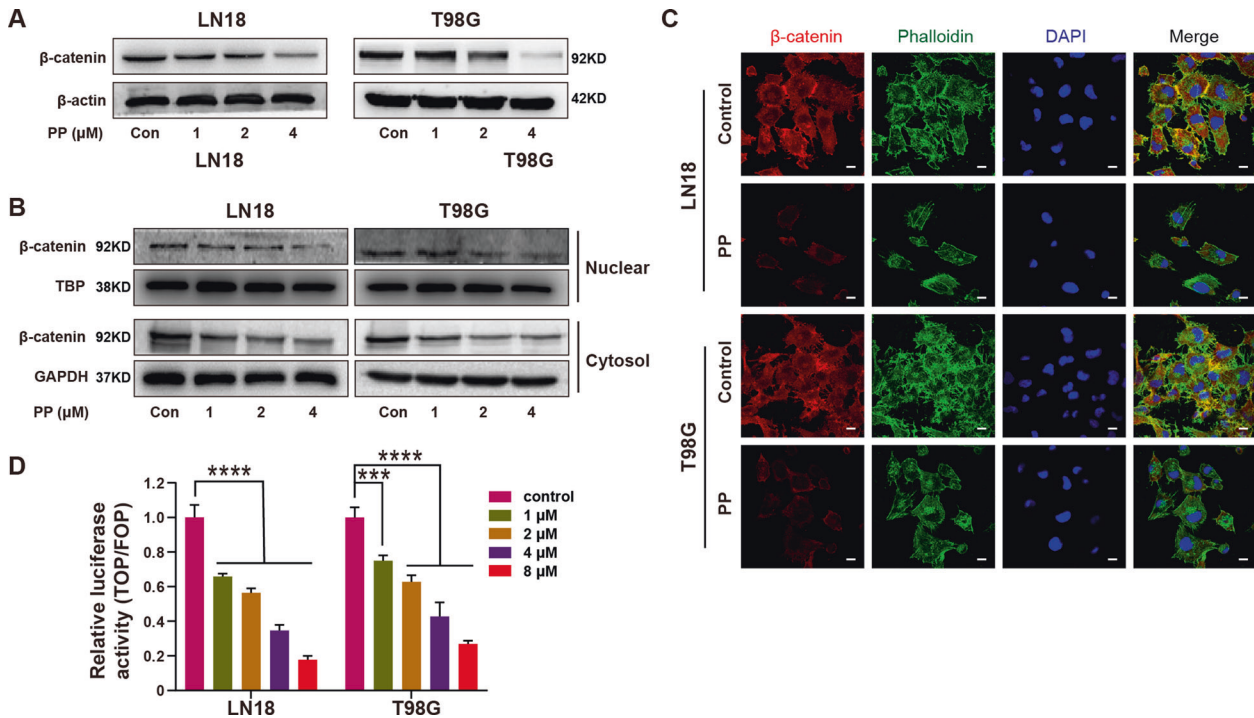 A
LN18 T98G
β-catenin 92KD
β-actin 42KD
PP (μM) Con 1 2 4 Con 1 2 4
LN18 T98G
B
LN18 T98G
β-catenin 92KD Nuclear
TBP 38KD
β-catenin 92KD Cytosol
GAPDH 37KD
PP (μM) Con 1 2 4 Con 1 2 4
C
β-catenin Phalloidin DAPI Merge
LN18
Control
PP
T98G
Control
PP
D
Relative luciferase
activity (TOP/FOP)
1.2
1.0
0.8
0.6
0.4
0.2
0
****
***
****
control
1 μM
2 μM
4 μM
8 μM
LN18 T98G